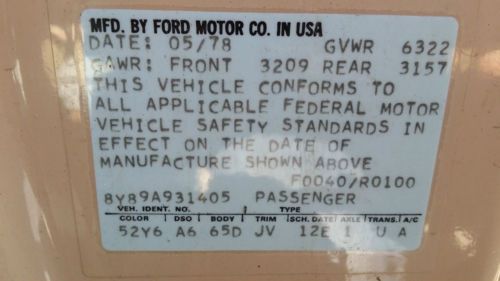 MFD. BY FORD MOTOR CO. IN USA
DATE: 05/78 GVWR 6322
GAWR: FRONT 3209 REAR 3157
THIS VEHICLE CONFORMS TO
ALL APPLICABLE FEDERAL MOTOR
VEHICLE SAFETY STANDARDS IN
EFFECT ON THE DATE OF
MANUFACTURE SHOWN ABOVE
F00407/R0100
8Y89A931405 PASSENGER
VEH. IDENT. NO. TYPE
COLOR DSO BODY TRIM SCH. DATE AXLE TRANS. A/C
52Y6 A6 65D JV 12E 1 U A